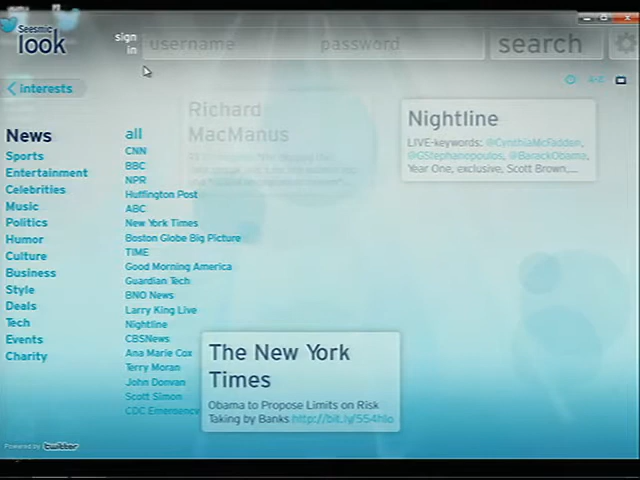 Seesmic
look
sign in
username
password
search
interests
A-Z
News
Sports
Entertainment
Celebrities
Music
Politics
Humor
Culture
Business
Style
Deals
Tech
Events
Charity
all
CNN
BBC
NPR
Huffington Post
ABC
New York Times
Boston Globe Big Picture
TIME
Good Morning America
Guardian Tech
BNO News
Larry King Live
Nightline
CBSNews
Ana Marie Cox
Terry Moran
John Donvan
Scott Simon
CDC Emergency
Richard
MacManus
Nightline
LIVE-keywords: @CynthiaMcFadden,
@GStephanopoulos, @BarackObama,
Year One, exclusive, Scott Brown,...
The New York
Times
Obama to Propose Limits on Risk
Taking by Banks
Powered by twitter